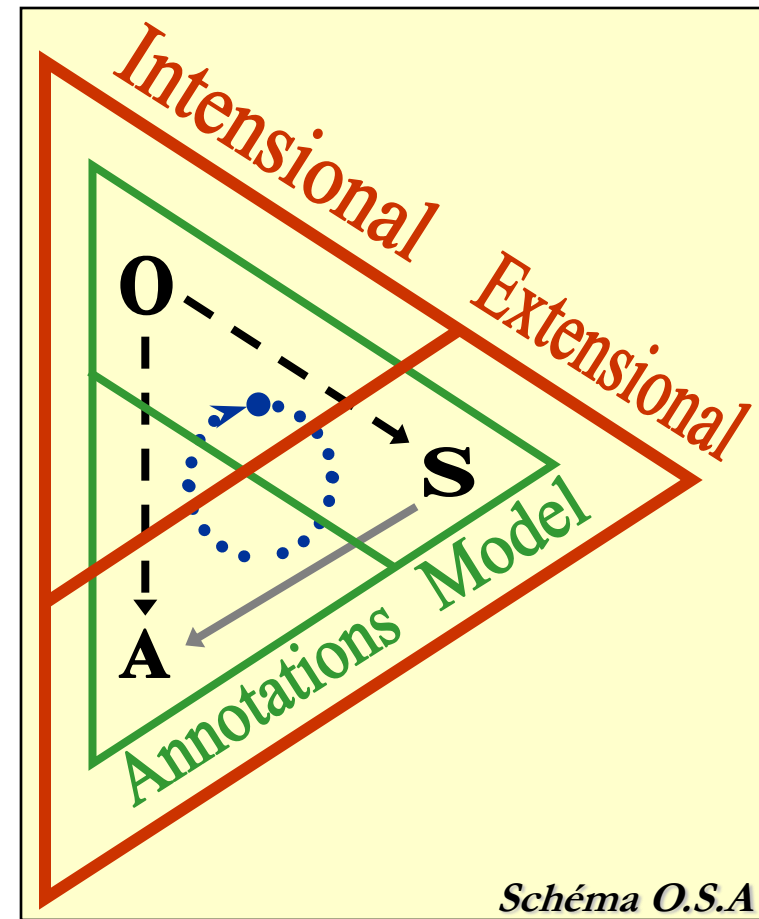 Intensional
Extensional
O
S
A
Annotations Model
Schéma O.S.A